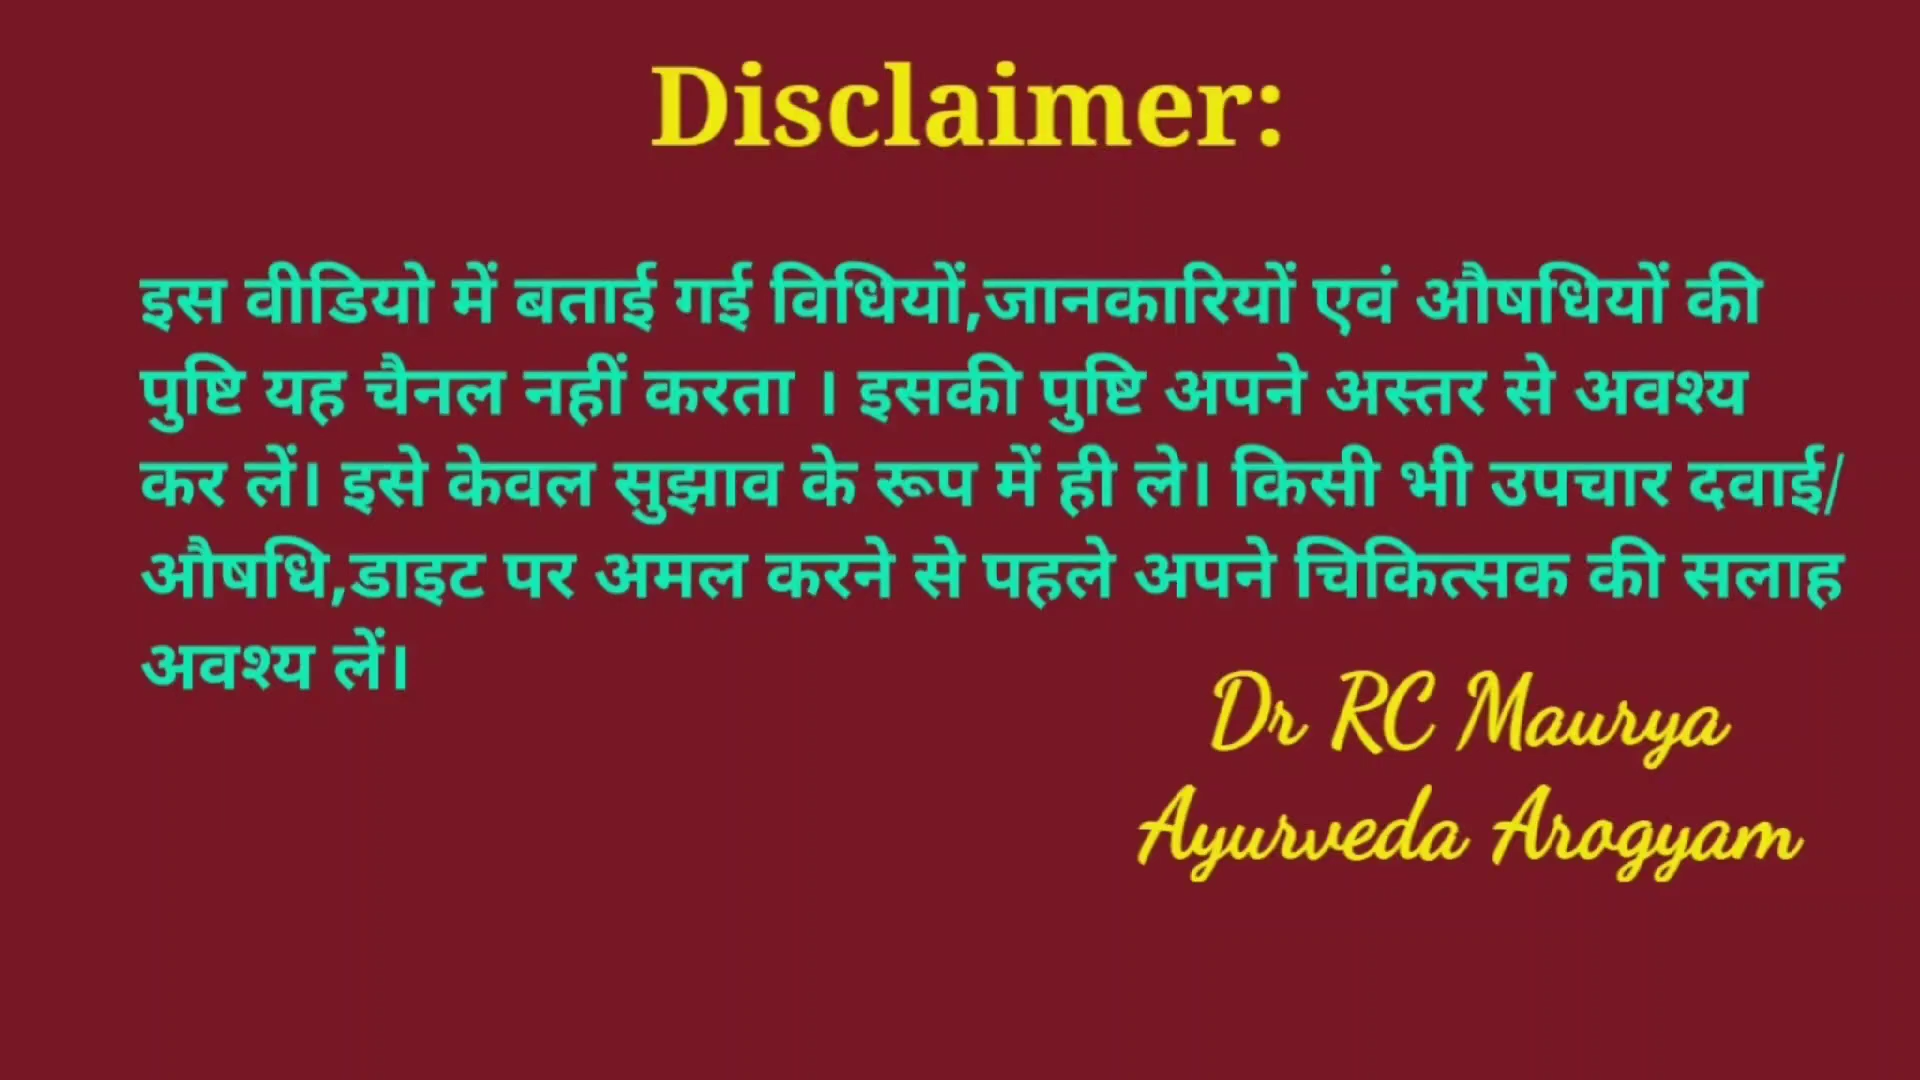 Disclaimer:
इस वीडियो में बताई गई विधियों,जानकारियों एवं औषधियों की
पुष्टि यह चैनल नहीं करता । इसकी पुष्टि अपने अस्तर से अवश्य
कर लें। इसे केवल सुझाव के रूप में ही ले। किसी भी उपचार दवाई/
औषधि,डाइट पर अमल करने से पहले अपने चिकित्सक की सलाह
अवश्य लें।
Dr RC Maurya
Ayurveda Arogyam